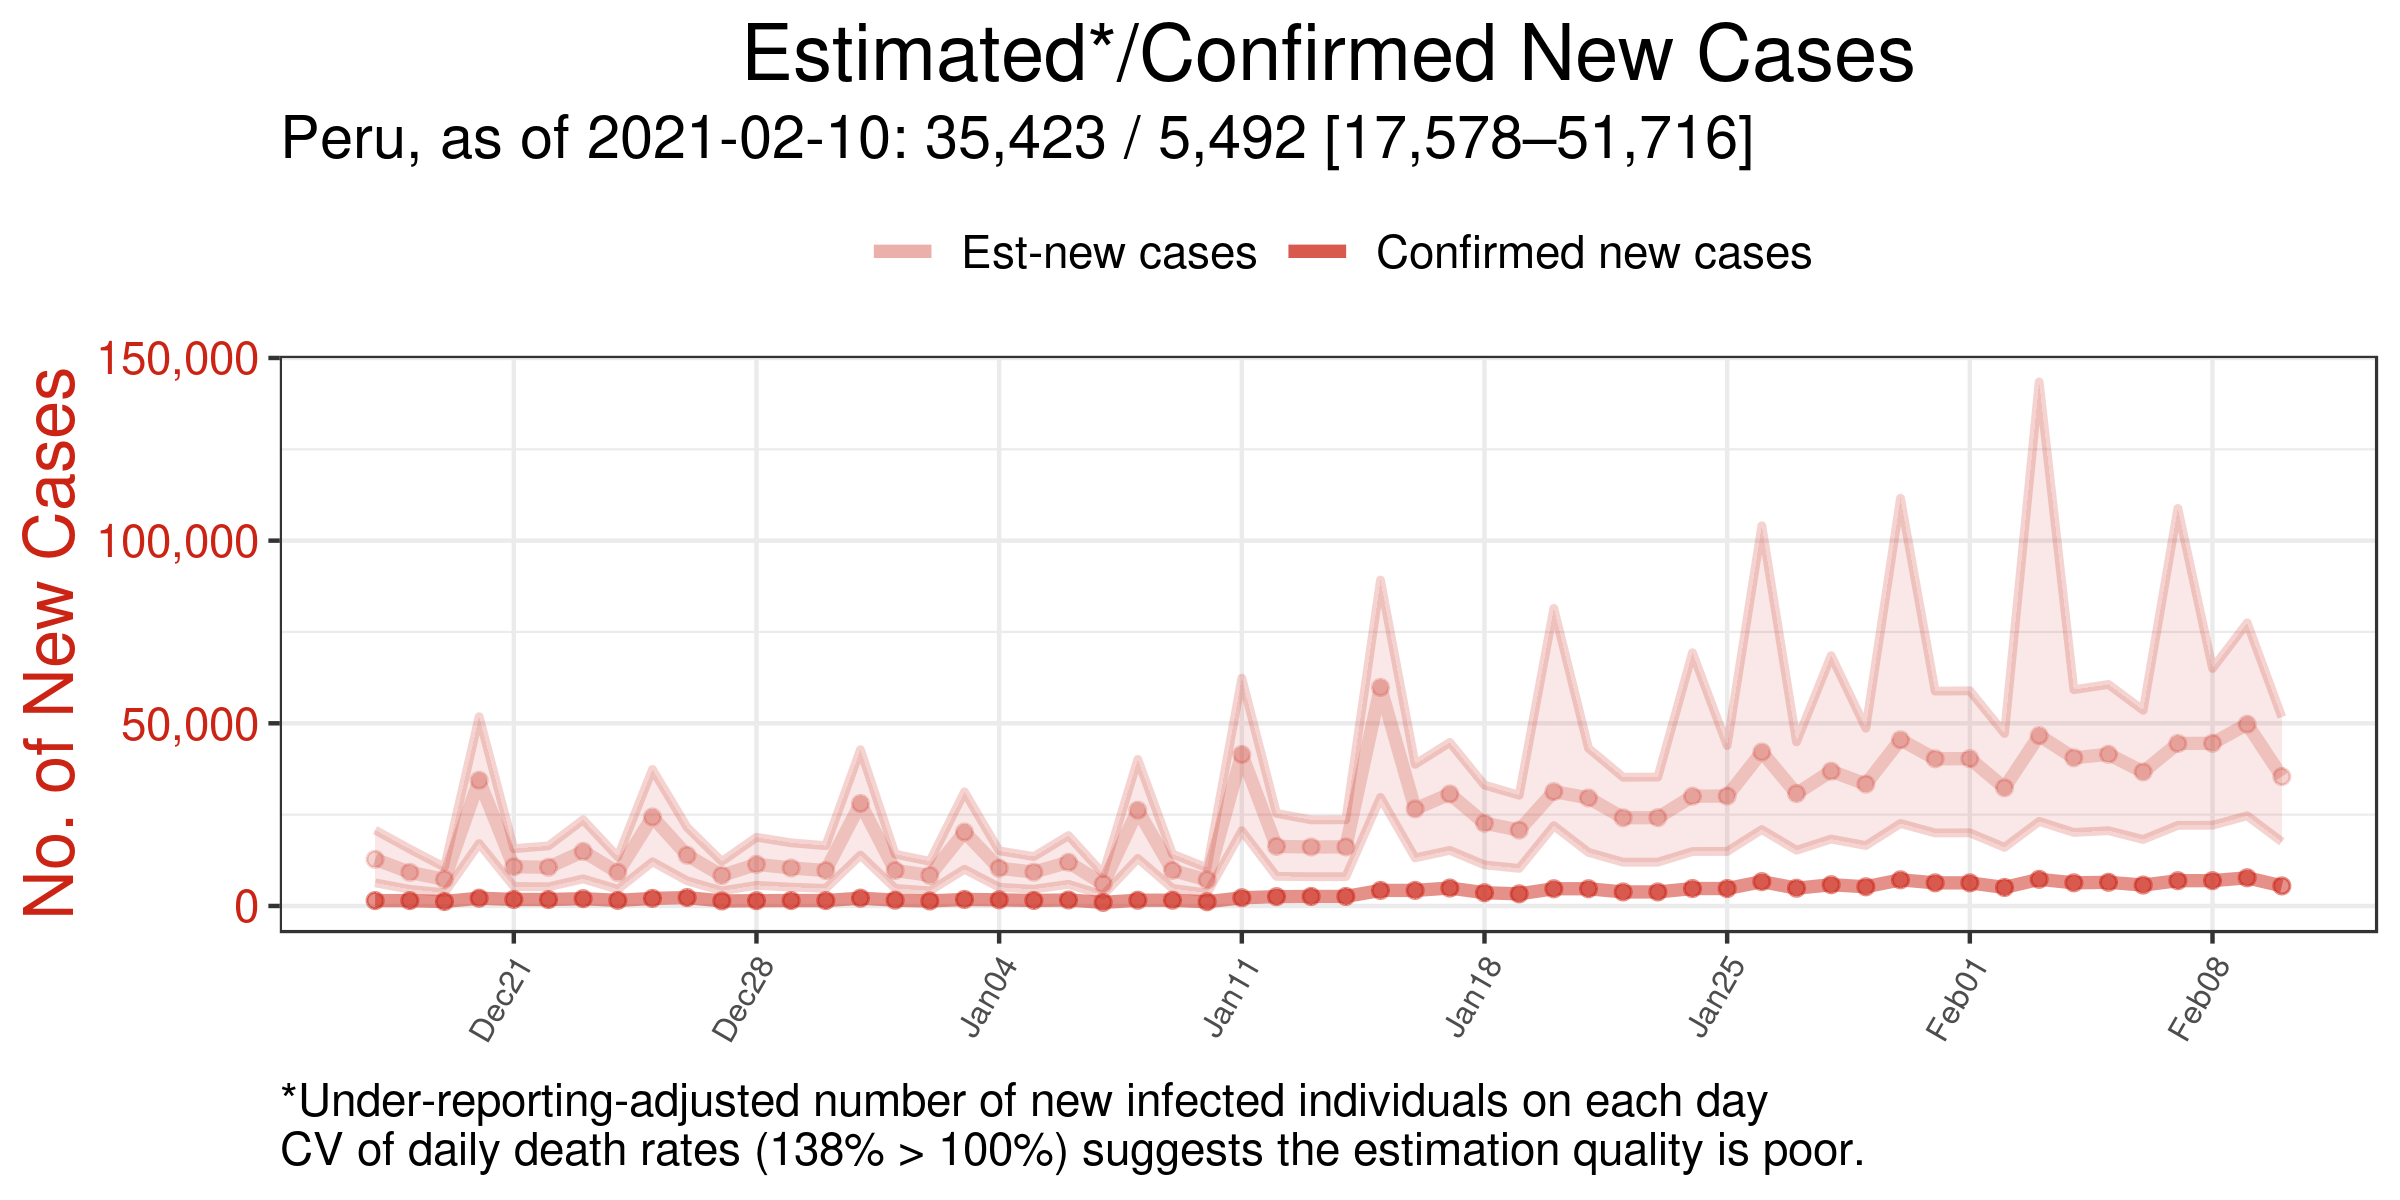 Estimated*/Confirmed New Cases
Peru, as of 2021-02-10: 35,423 / 5,492 [17,578–51,716]
Est-new cases
Confirmed new cases
No. of New Cases
150,000
100,000
50,000
0
Dec21
Dec28
Jan04
Jan11
Jan18
Jan25
Feb01
Feb08
*Under-reporting-adjusted number of new infected individuals on each day
CV of daily death rates (138% > 100%) suggests the estimation quality is poor.